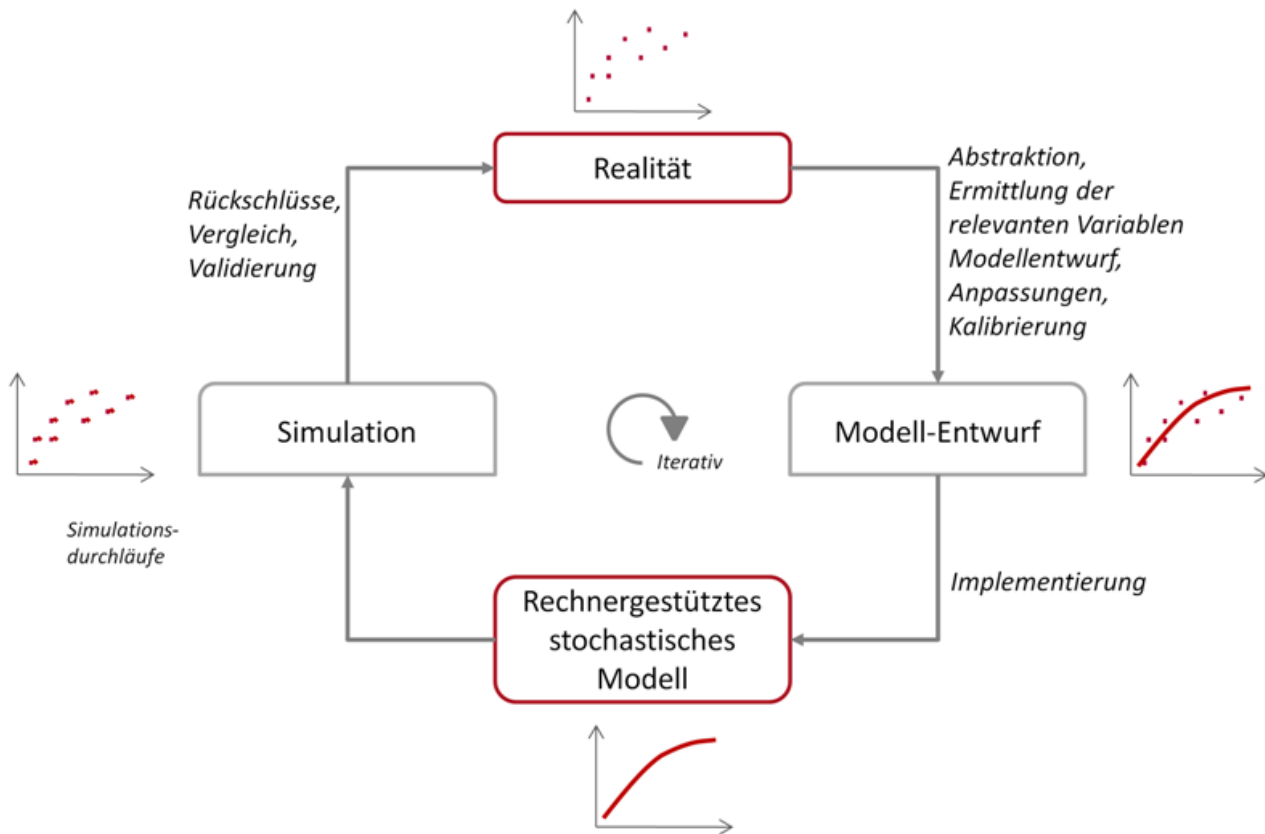 Realität
Abstraktion,
Ermittlung der
relevanten Variablen
Modellentwurf,
Anpassungen,
Kalibrierung
Rückschlüsse,
Vergleich,
Validierung
Simulation
Iterativ
Modell-Entwurf
Simulations-
durchläufe
Implementierung
Rechnergestütztes
stochastisches
Modell